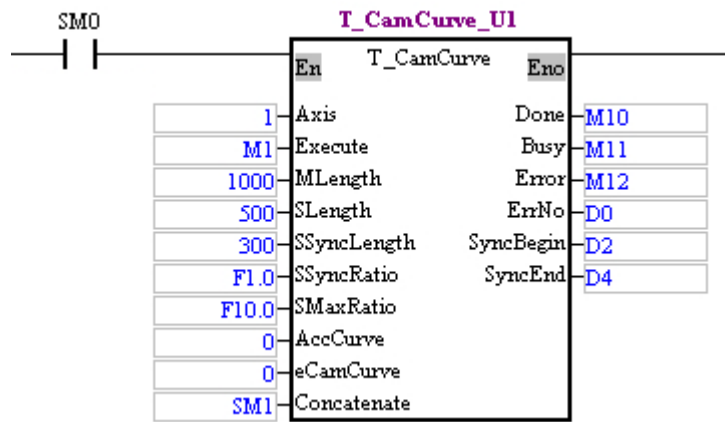 SM0 T_CamCurve_U1
En T_CamCurve Eno
1 Axis Done M10
M1 Execute Busy M11
1000 MLength Error M12
500 SLength ErrNo D0
300 SSyncLength SyncBegin D2
F1.0 SSyncRatio SyncEnd D4
F10.0 SMaxRatio
0 AccCurve
0 eCamCurve
SM1 Concatenate